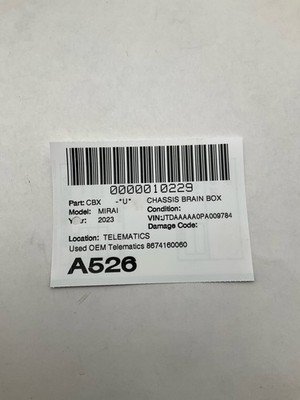 0000010229
Part: CBX -*U* CHASSIS BRAIN BOX
Model: MIRAI Condition:
Year: 2023 VIN:JTDAAAAA0PA009784
Damage Code:
Location: TELEMATICS
Used OEM Telematics 8674160060
A526